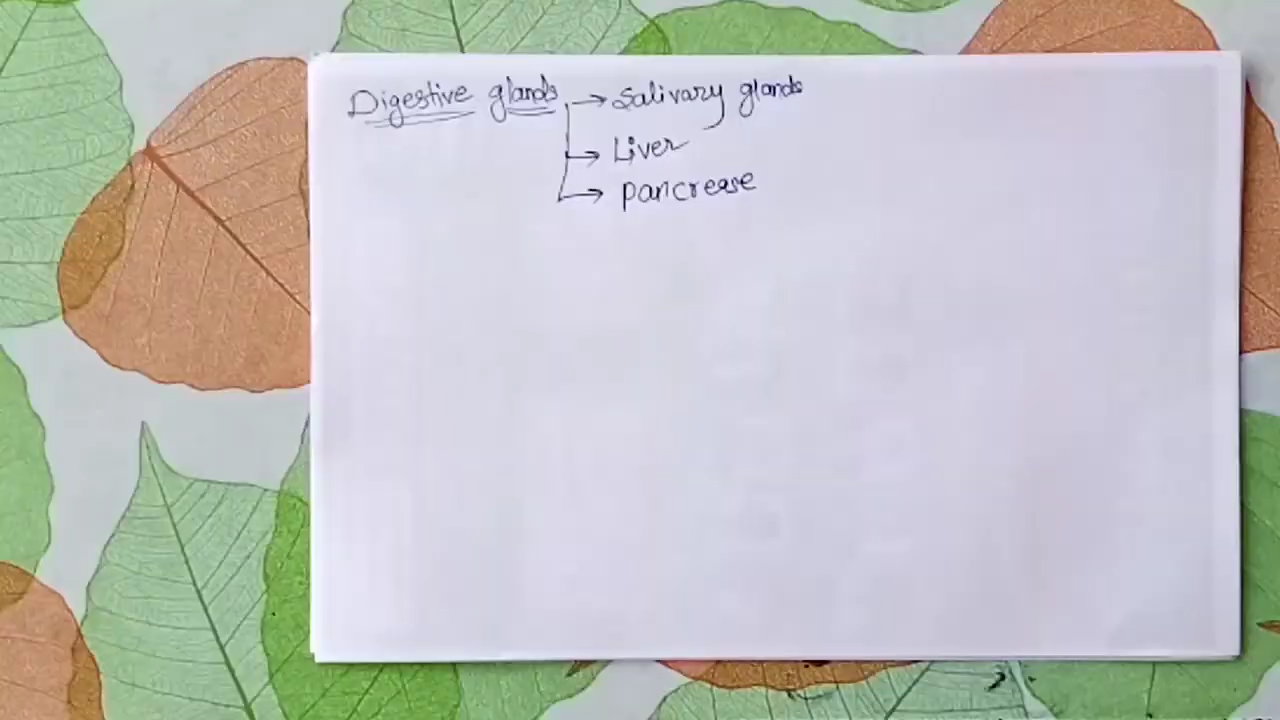 Digestive glands → Salivary glands
→ Liver
→ pancrease